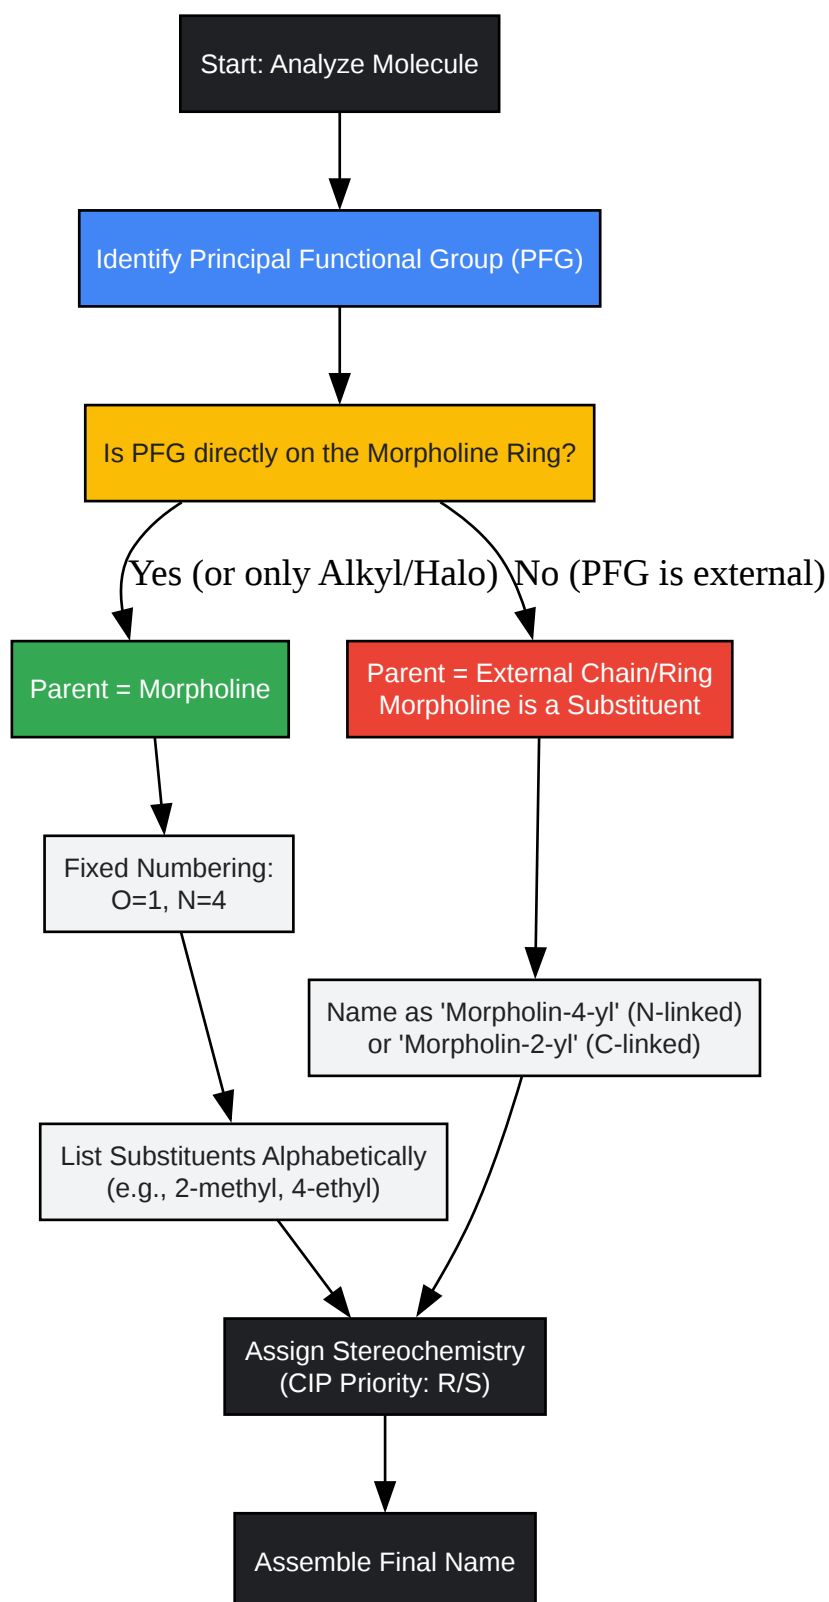 Start: Analyze Molecule
Identify Principal Functional Group (PFG)
Is PFG directly on the Morpholine Ring?
Yes (or only Alkyl/Halo)
No (PFG is external)
Parent = Morpholine
Parent = External Chain/Ring
Morpholine is a Substituent
Fixed Numbering:
O=1, N=4
Name as 'Morpholin-4-yl' (N-linked)
or 'Morpholin-2-yl' (C-linked)
List Substituents Alphabetically
(e.g., 2-methyl, 4-ethyl)
Assign Stereochemistry
(CIP Priority: R/S)
Assemble Final Name